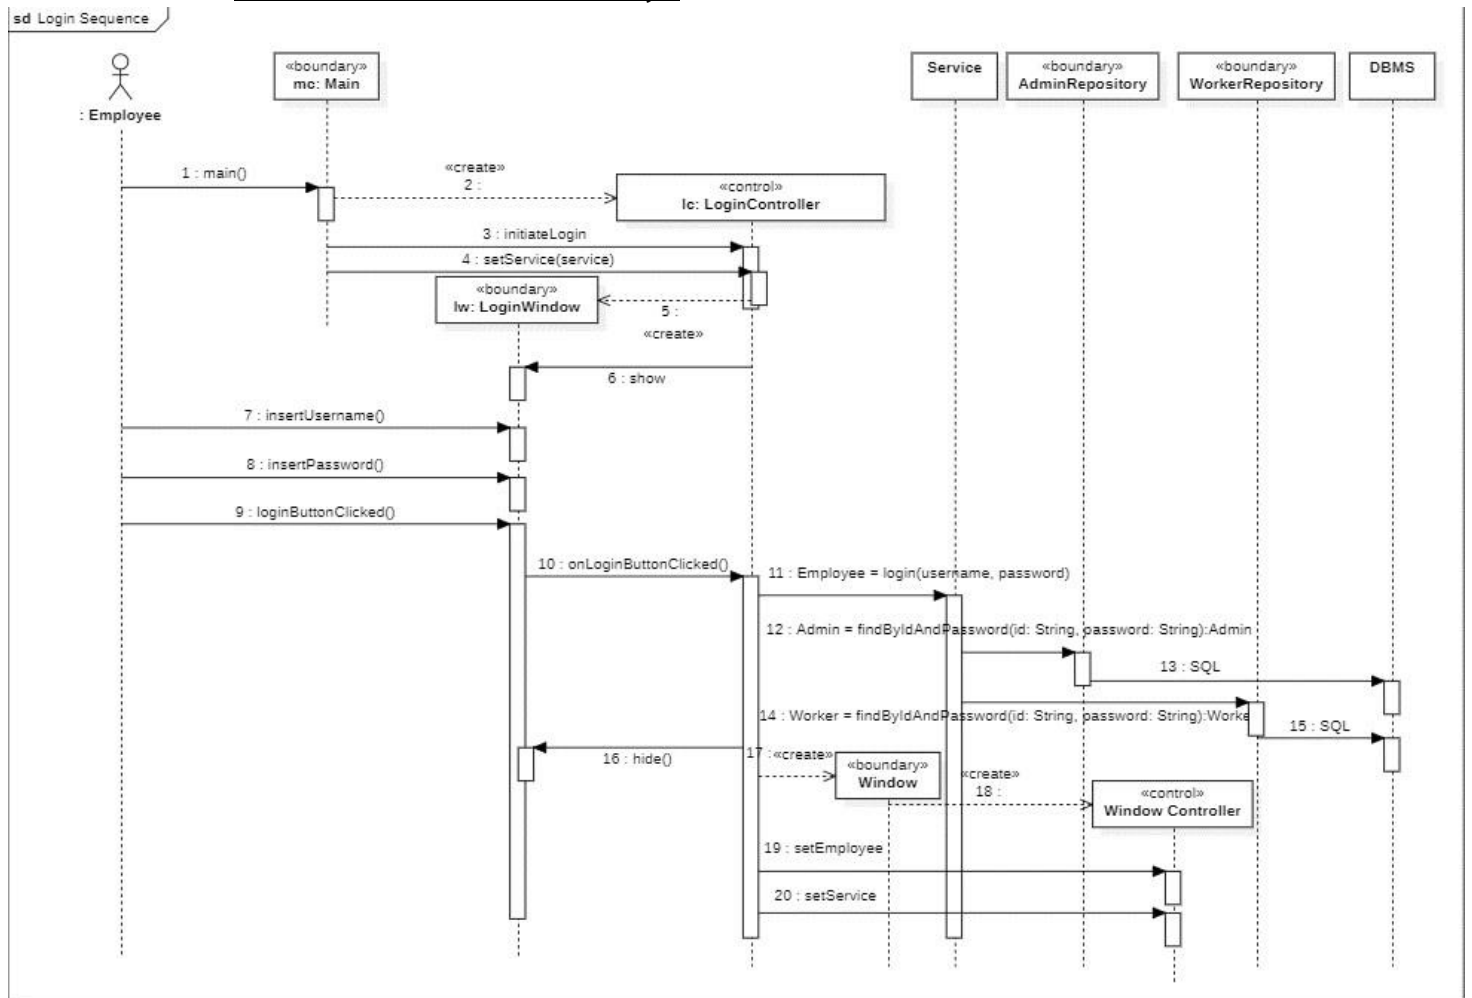 sd Login Sequence
«boundary»
mc: Main
: Employee
Service
«boundary»
AdminRepository
«boundary»
WorkerRepository
DBMS
1 : main()
«create»
2 :
«control»
lc: LoginController
3 : initiateLogin
4 : setService(service)
«boundary»
lw: LoginWindow
5 :
«create»
6 : show
7 : insertUsername()
8 : insertPassword()
9 : loginButtonClicked()
10 : onLoginButtonClicked()
11 : Employee = login(username, password)
12 : Admin = findByIdAndPassword(id: String, password: String):Admin
13 : SQL
14 : Worker = findByIdAndPassword(id: String, password: String):Worke
15 : SQL
16 : hide()
17 : «create»
«boundary»
Window
«create»
18 :
«control»
Window Controller
19 : setEmployee
20 : setService